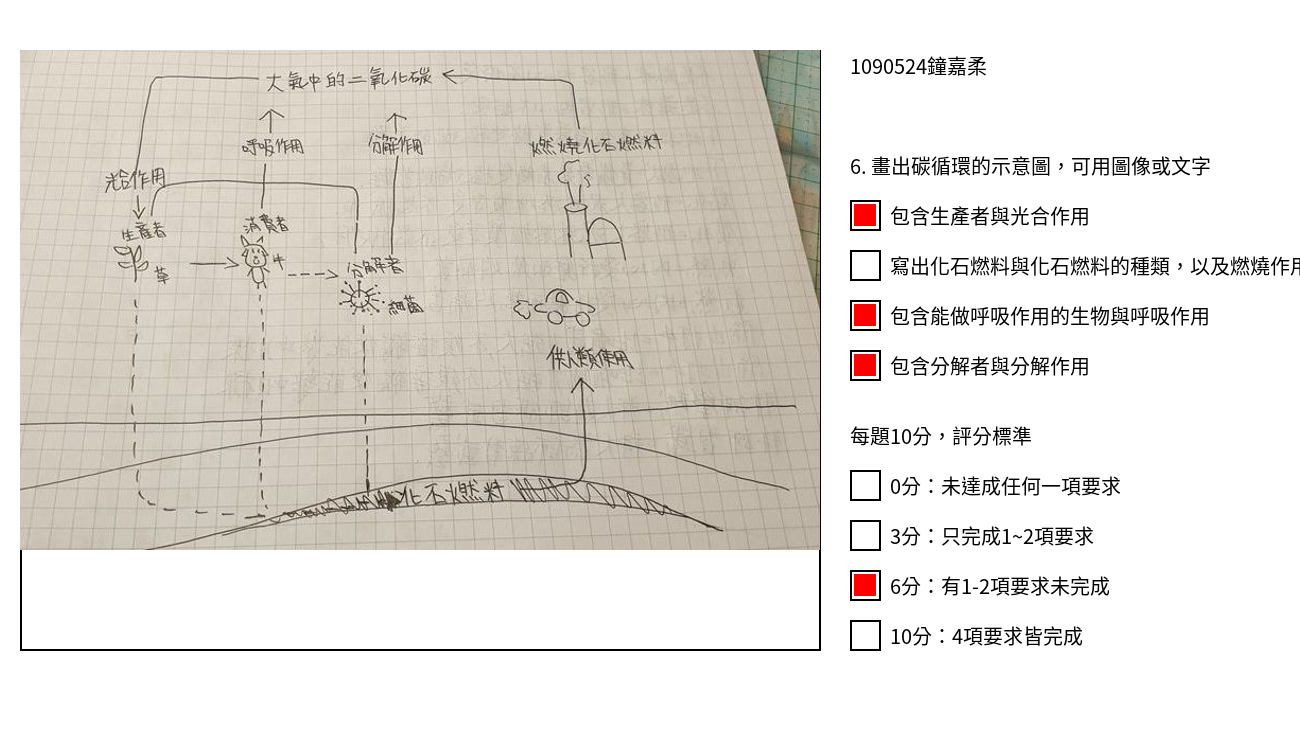 大氣中的二氧化碳
呼吸作用
分解作用
燃燒化石燃料
光合作用
生產者
草
消費者
牛
分解者
細菌
供人類使用
化石燃料
1090524鐘嘉柔
6. 畫出碳循環的示意圖，可用圖像或文字
包含生產者與光合作用
寫出化石燃料與化石燃料的種類，以及燃燒作用
包含能做呼吸作用的生物與呼吸作用
包含分解者與分解作用
每題10分，評分標準
0分：未達成任何一項要求
3分：只完成1~2項要求
6分：有1-2項要求未完成
10分：4項要求皆完成